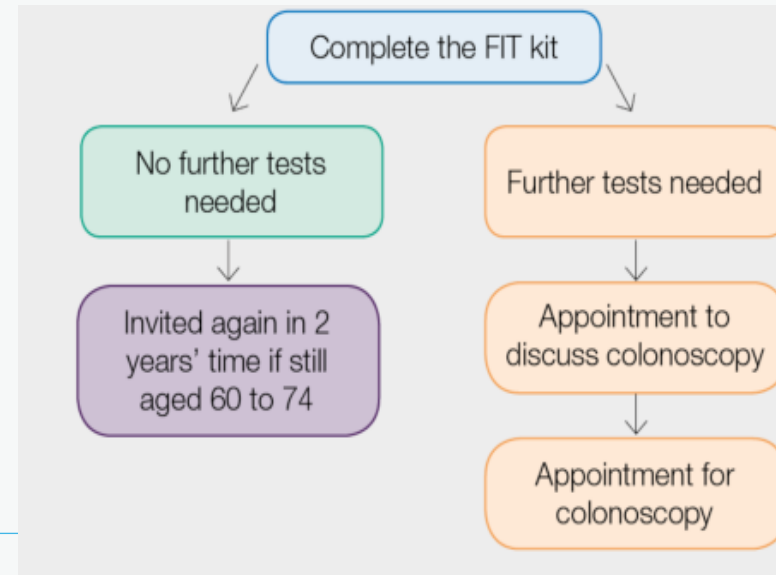 Complete the FIT kit
No further tests
needed
Invited again in 2
years’ time if still
aged 60 to 74
Further tests needed
Appointment to
discuss colonoscopy
Appointment for
colonoscopy